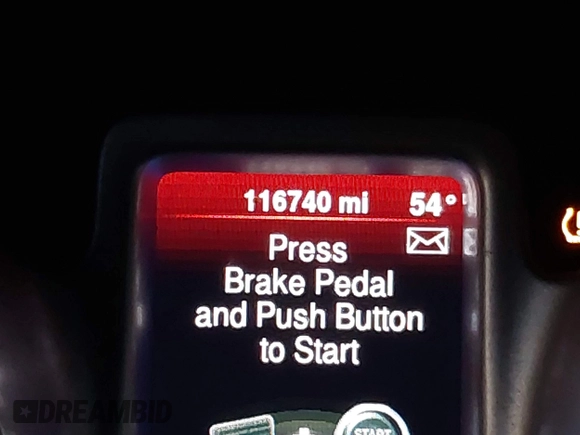 116740 mi 54°
Press
Brake Pedal
and Push Button
to Start
START
DREAMBID